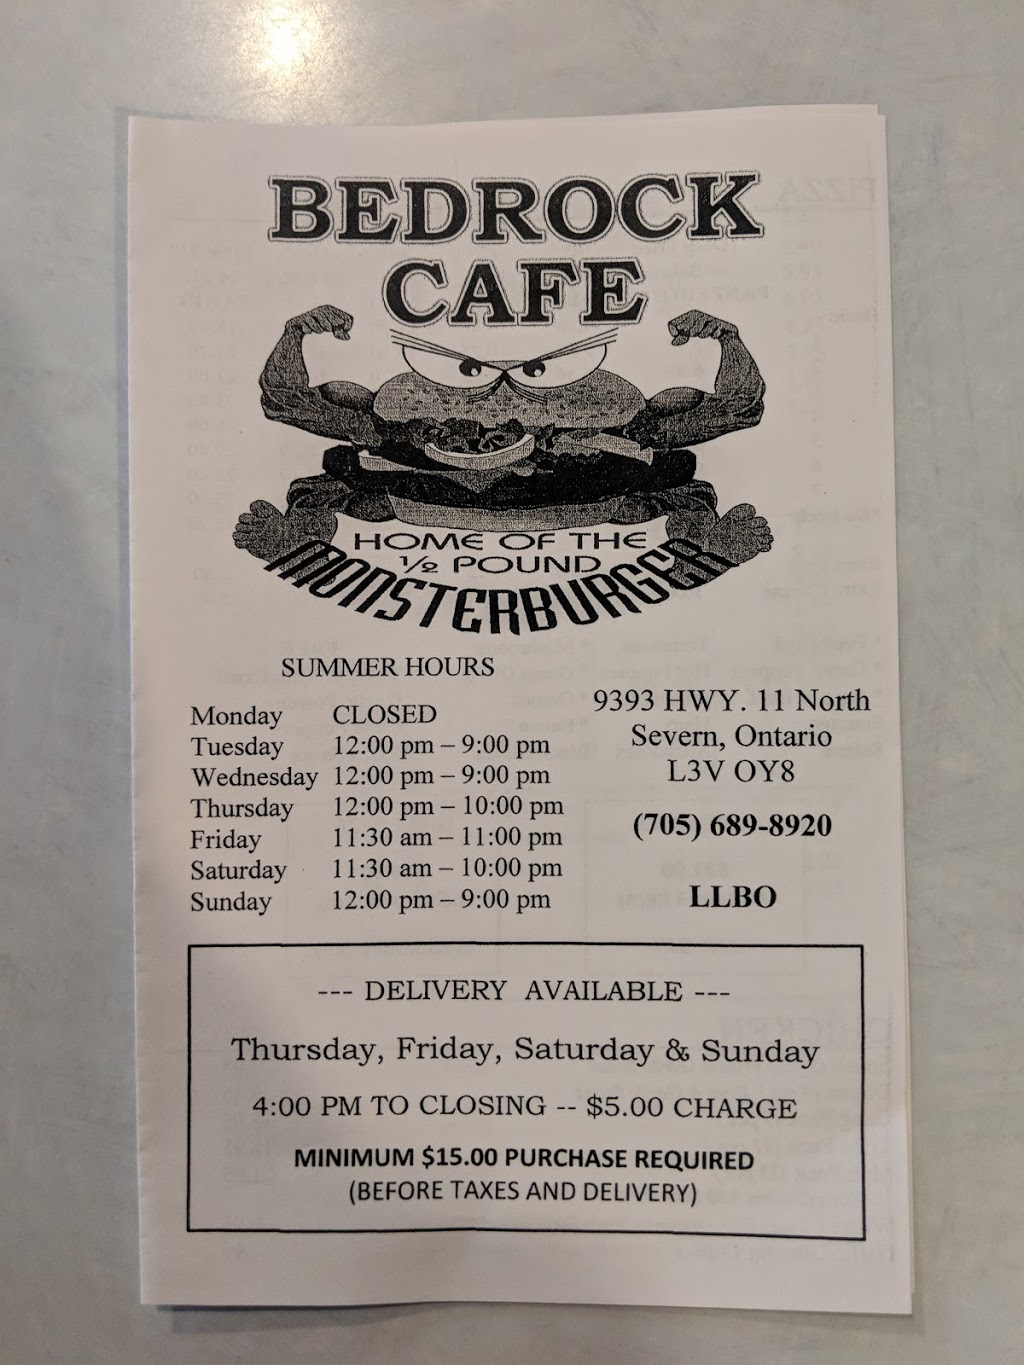 BEDROCK
CAFE
HOME OF THE
½ POUND
MONSTERBURGER
SUMMER HOURS
Monday CLOSED
Tuesday 12:00 pm – 9:00 pm
Wednesday 12:00 pm – 9:00 pm
Thursday 12:00 pm – 10:00 pm
Friday 11:30 am – 11:00 pm
Saturday 11:30 am – 10:00 pm
Sunday 12:00 pm – 9:00 pm
9393 HWY. 11 North
Severn, Ontario
L3V OY8
(705) 689-8920
LLBO
--- DELIVERY AVAILABLE ---
Thursday, Friday, Saturday & Sunday
4:00 PM TO CLOSING -- $5.00 CHARGE
MINIMUM $15.00 PURCHASE REQUIRED
(BEFORE TAXES AND DELIVERY)